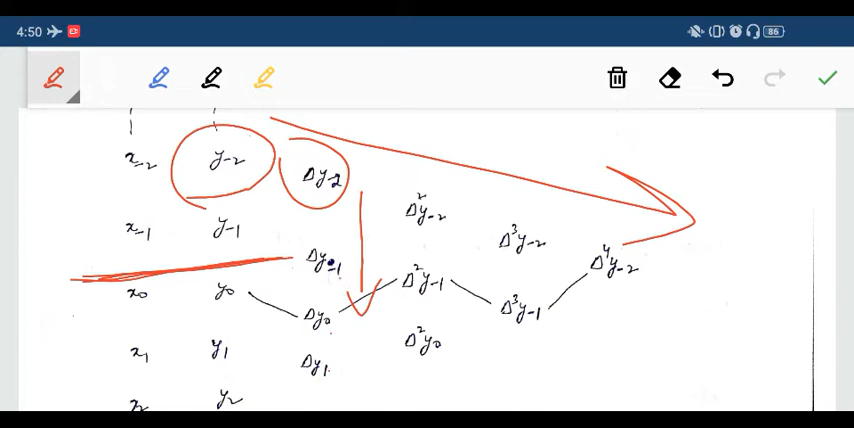 4:50
86
x₋₂ y₋₂
Δy₋₂
Δ²y₋₂
x₋₁ y₋₁
Δ³y₋₂
Δy₋₁
Δ⁴y₋₂
x₀ y₀ Δ²y₋₁
Δy₀ Δ³y₋₁
Δ²y₀
x₁ y₁
Δy₁
x₂ y₂